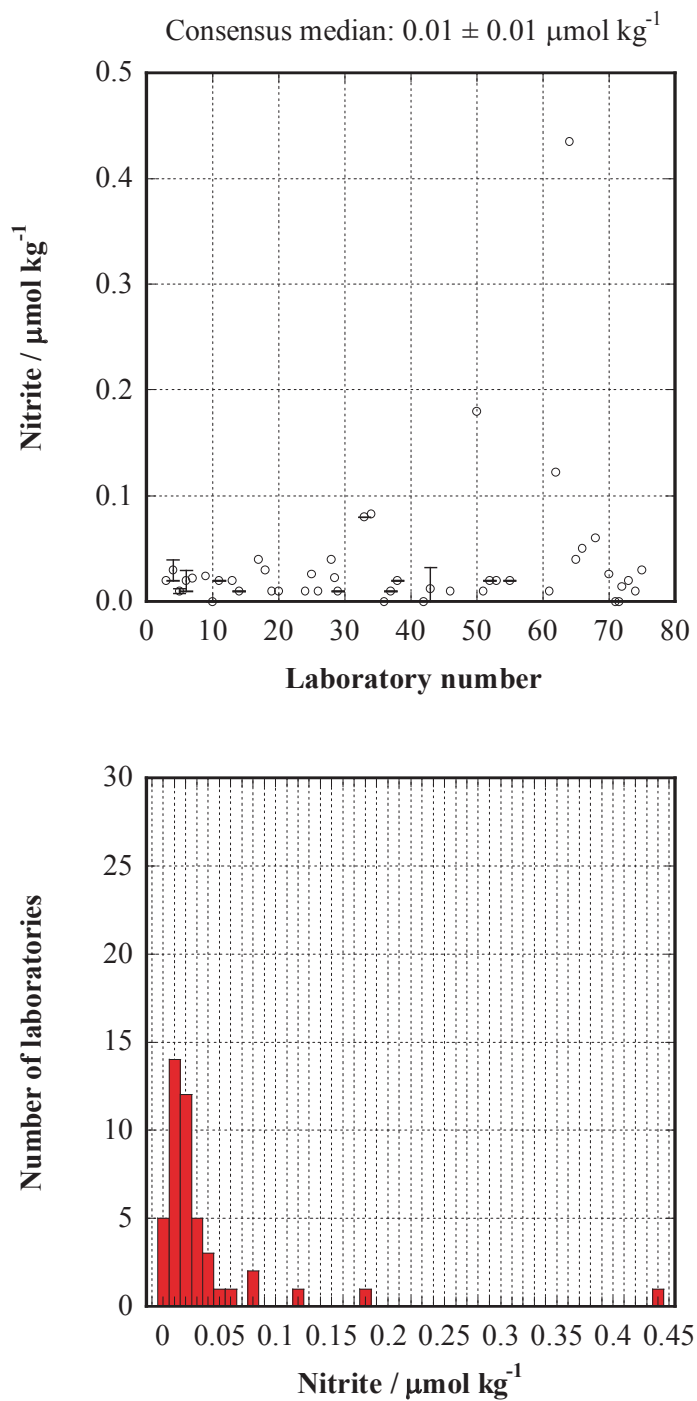 Consensus median: 0.01 ± 0.01 μmol kg⁻¹
Nitrite / μmol kg⁻¹
0.5
0.4
0.3
0.2
0.1
0.0
0 10 20 30 40 50 60 70 80
Laboratory number
Number of laboratories
30
25
20
15
10
5
0
0 0.05 0.1 0.15 0.2 0.25 0.3 0.35 0.4 0.45
Nitrite / μmol kg⁻¹